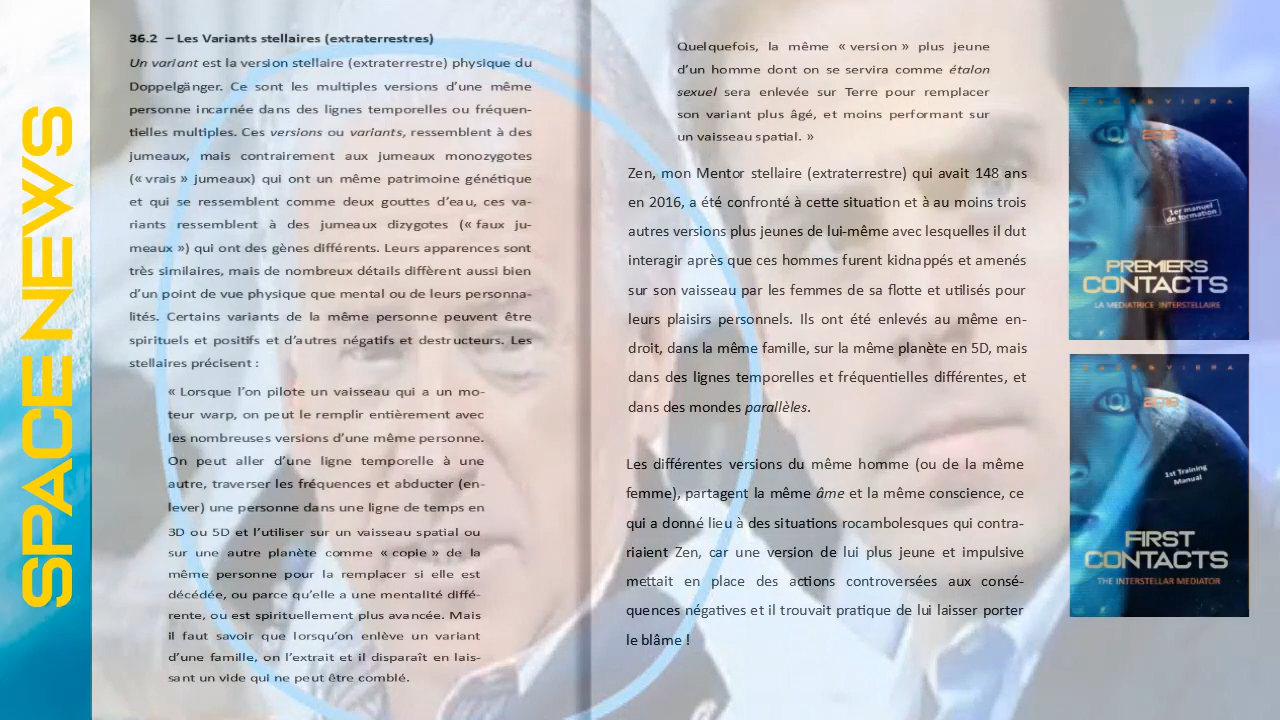 SPACE NEWS
36.2 – Les Variants stellaires (extraterrestres)
Un variant est la version stellaire (extraterrestre) physique du
Doppelgänger. Ce sont les multiples versions d’une même
personne incarnée dans des lignes temporelles ou fréquen-
tielles multiples. Ces versions ou variants, ressemblent à des
jumeaux, mais contrairement aux jumeaux monozygotes
(« vrais » jumeaux) qui ont un même patrimoine génétique
et qui se ressemblent comme deux gouttes d’eau, ces va-
riants ressemblent à des jumeaux dizygotes (« faux ju-
meaux ») qui ont des gènes différents. Leurs apparences sont
très similaires, mais de nombreux détails diffèrent aussi bien
d’un point de vue physique que mental ou de leurs personna-
lités. Certains variants de la même personne peuvent être
spirituels et positifs et d’autres négatifs et destructeurs. Les
stellaires précisent :
« Lorsque l’on pilote un vaisseau qui a un mo-
teur warp, on peut le remplir entièrement avec
les nombreuses versions d’une même personne.
On peut aller d’une ligne temporelle à une
autre, traverser les fréquences et abducter (en-
lever) une personne dans une ligne de temps en
3D ou 5D et l’utiliser sur un vaisseau spatial ou
sur une autre planète comme « copie » de la
même personne pour la remplacer si elle est
décédée, ou parce qu’elle a une mentalité diffé-
rente, ou est spirituellement plus avancée. Mais
il faut savoir que lorsqu’on enlève un variant
d’une famille, on l’extrait et il disparaît en lais-
sant un vide qui ne peut être comblé.
Quelquefois, la même « version » plus jeune
d’un homme dont on se servira comme étalon
sexuel sera enlevée sur Terre pour remplacer
son variant plus âgé, et moins performant sur
un vaisseau spatial. »
Zen, mon Mentor stellaire (extraterrestre) qui avait 148 ans
en 2016, a été confronté à cette situation et à au moins trois
autres versions plus jeunes de lui-même avec lesquelles il dut
interagir après que ces hommes furent kidnappés et amenés
sur son vaisseau par les femmes de sa flotte et utilisés pour
leurs plaisirs personnels. Ils ont été enlevés au même en-
droit, dans la même famille, sur la même planète en 5D, mais
dans des lignes temporelles et fréquentielles différentes, et
dans des mondes parallèles.
Les différentes versions du même homme (ou de la même
femme), partagent la même âme et la même conscience, ce
qui a donné lieu à des situations rocambolesques qui contra-
riaient Zen, car une version de lui plus jeune et impulsive
mettait en place des actions controversées aux consé-
quences négatives et il trouvait pratique de lui laisser porter
le blâme !
1er manuel
de formation
PREMIERS
CONTACTS
LA MEDIATRICE INTERSTELLAIRE
1st Training
Manual
FIRST
CONTACTS
THE INTERSTELLAR MEDIATOR